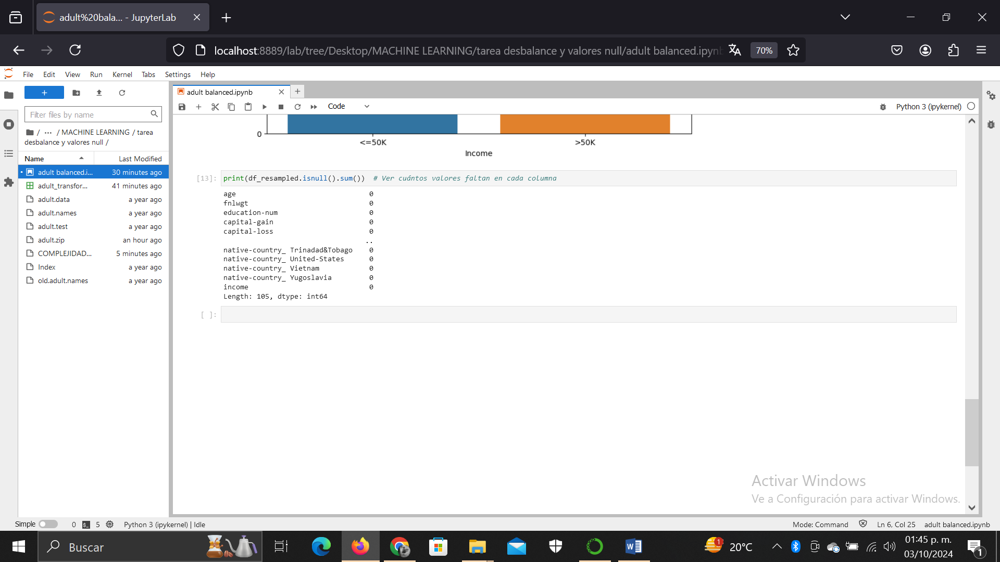 adult%20bala... - JupyterLab
localhost:8889/lab/tree/Desktop/MACHINE LEARNING/tarea desbalance y valores null/adult balanced.ipynb
70%
File Edit View Run Kernel Tabs Settings Help
+
Filter files by name
/ ... / MACHINE LEARNING / tarea
desbalance y valores null /
Name Last Modified
adult balanced.i... 30 minutes ago
adult_transfor... 41 minutes ago
adult.data a year ago
adult.names a year ago
adult.test a year ago
adult.zip an hour ago
COMPLEJIDAD... 5 minutes ago
Index a year ago
old.adult.names a year ago
adult balanced.ipynb
Code
Python 3 (ipykernel)
0
<=50K >50K
Income
[13]: print(df_resampled.isnull().sum())  # Ver cuántos valores faltan en cada columna
age 0
fnlwgt 0
education-num 0
capital-gain 0
capital-loss 0
..
native-country_ Trinadad&Tobago 0
native-country_ United-States 0
native-country_ Vietnam 0
native-country_ Yugoslavia 0
income 0
Length: 105, dtype: int64
[ ]:
Activar Windows
Ve a Configuración para activar Windows.
Simple 0 5 Python 3 (ipykernel) | Idle
Mode: Command Ln 6, Col 25 adult balanced.ipynb
Buscar
1
20°C
01:45 p. m.
03/10/2024
1